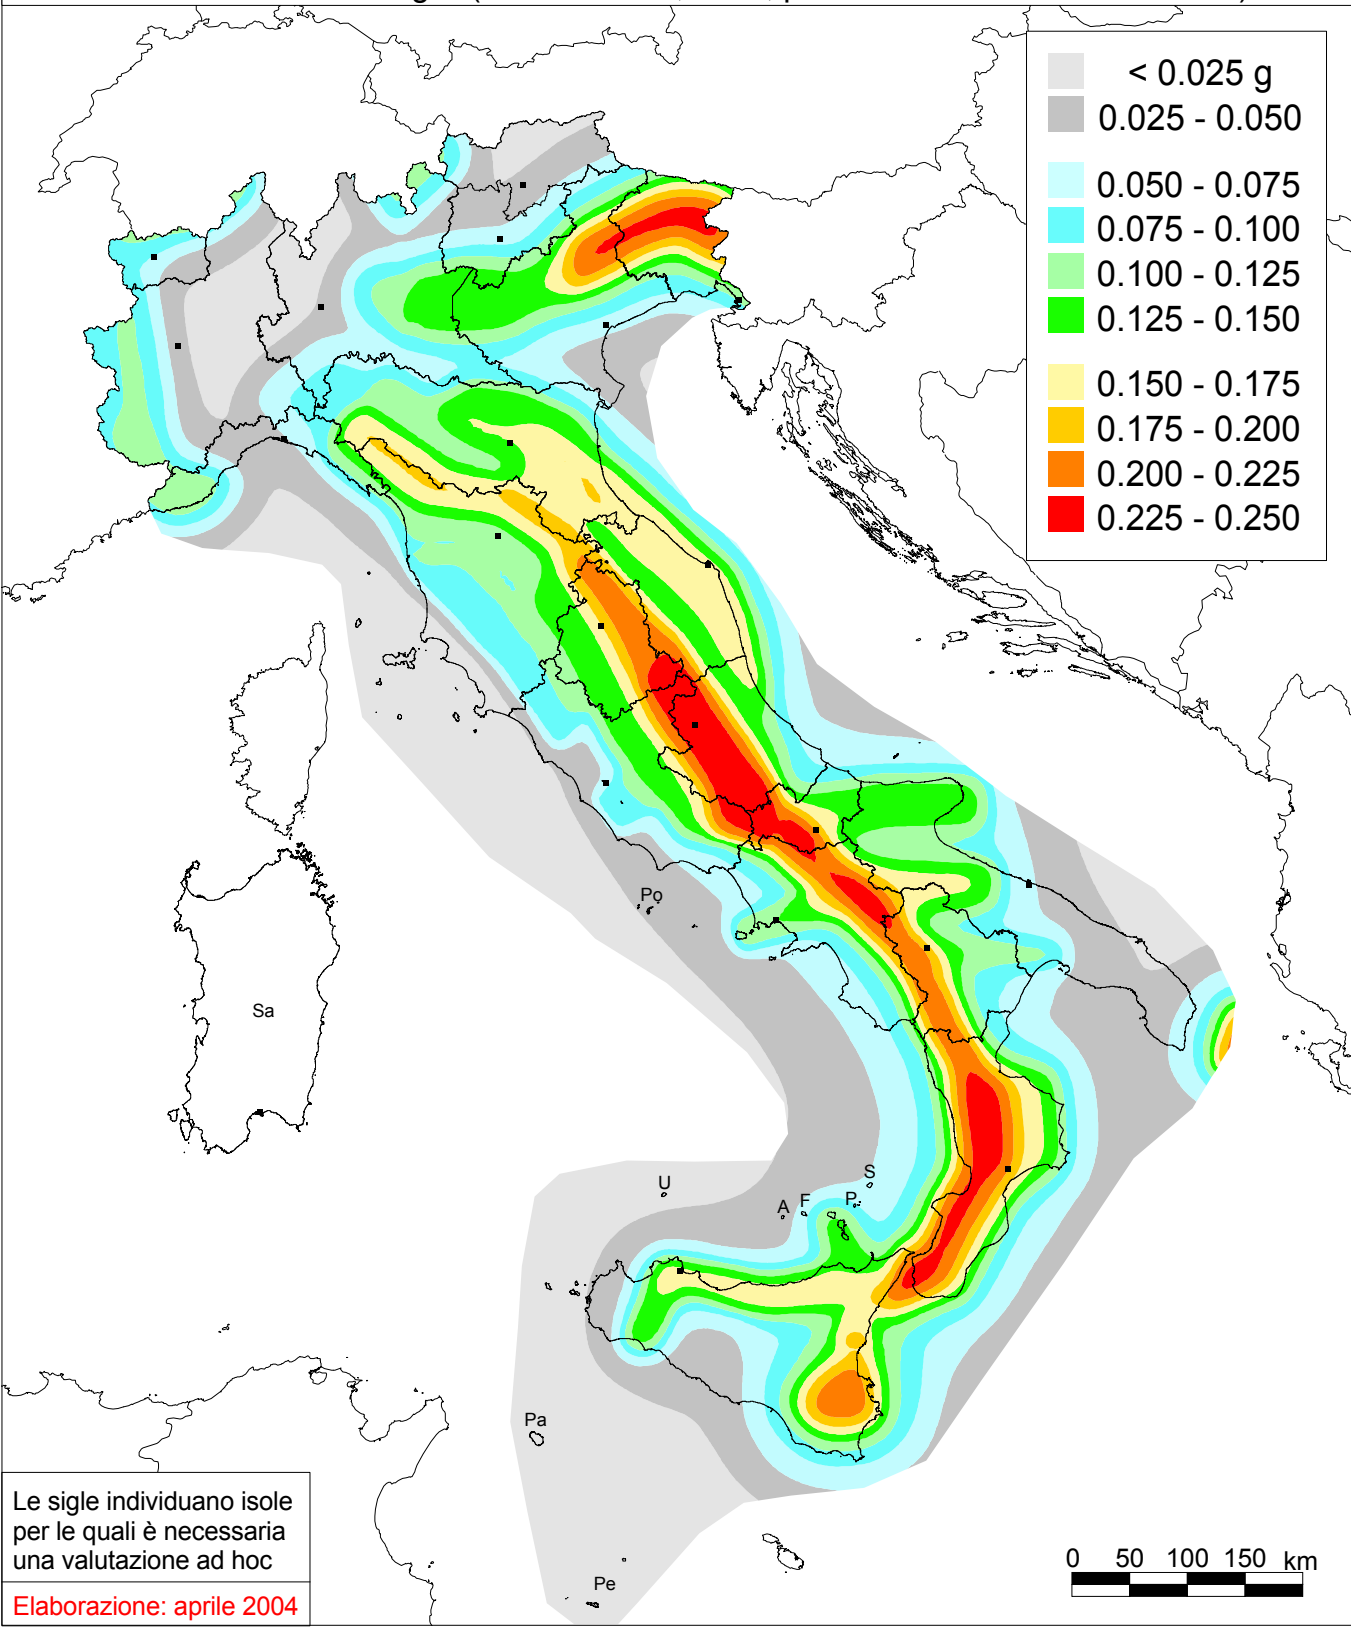 < 0.025 g
0.025 - 0.050
0.050 - 0.075
0.075 - 0.100
0.100 - 0.125
0.125 - 0.150
0.150 - 0.175
0.175 - 0.200
0.200 - 0.225
0.225 - 0.250
Po
Sa
S
U
A
F
P
Pa
Pe
Le sigle individuano isole
per le quali è necessaria
una valutazione ad hoc
Elaborazione: aprile 2004
0 50 100 150 km